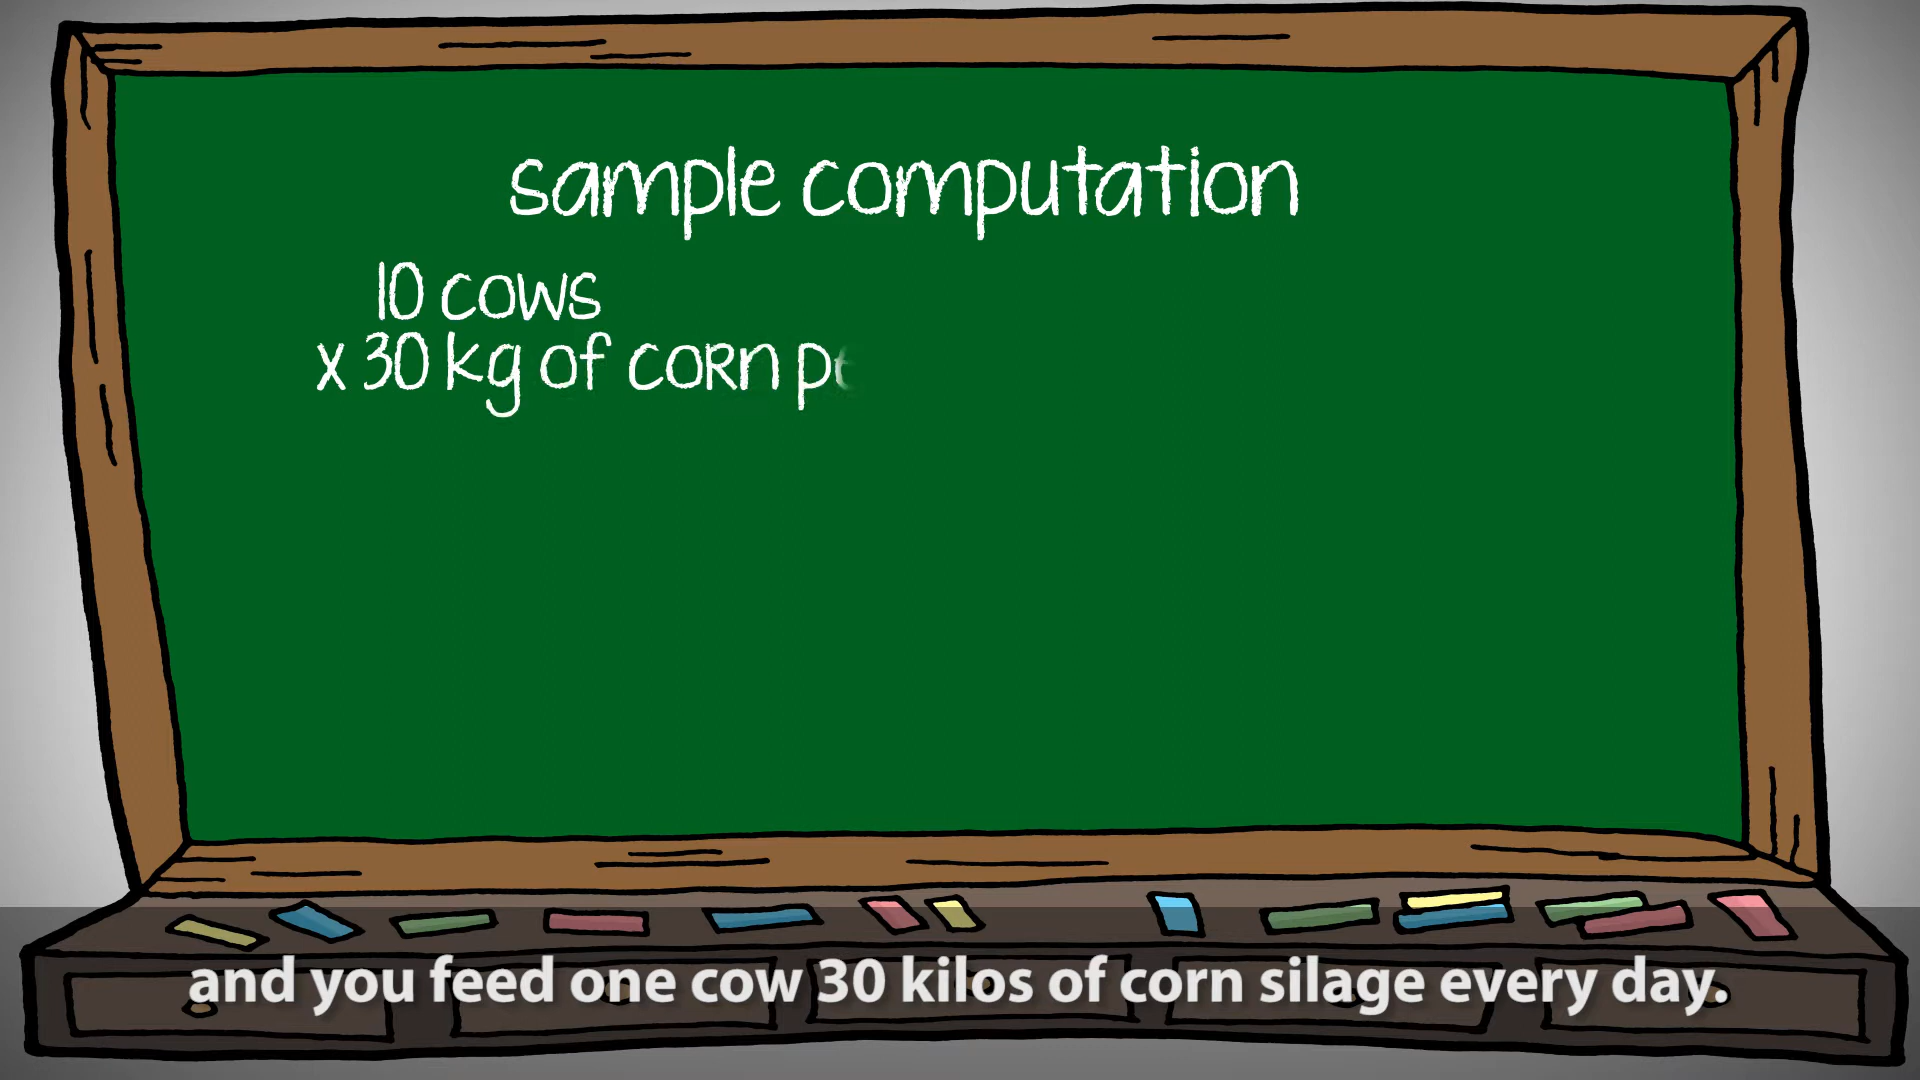 sample computation
10 cows
x 30 kg of corn
and you feed one cow 30 kilos of corn silage every day.